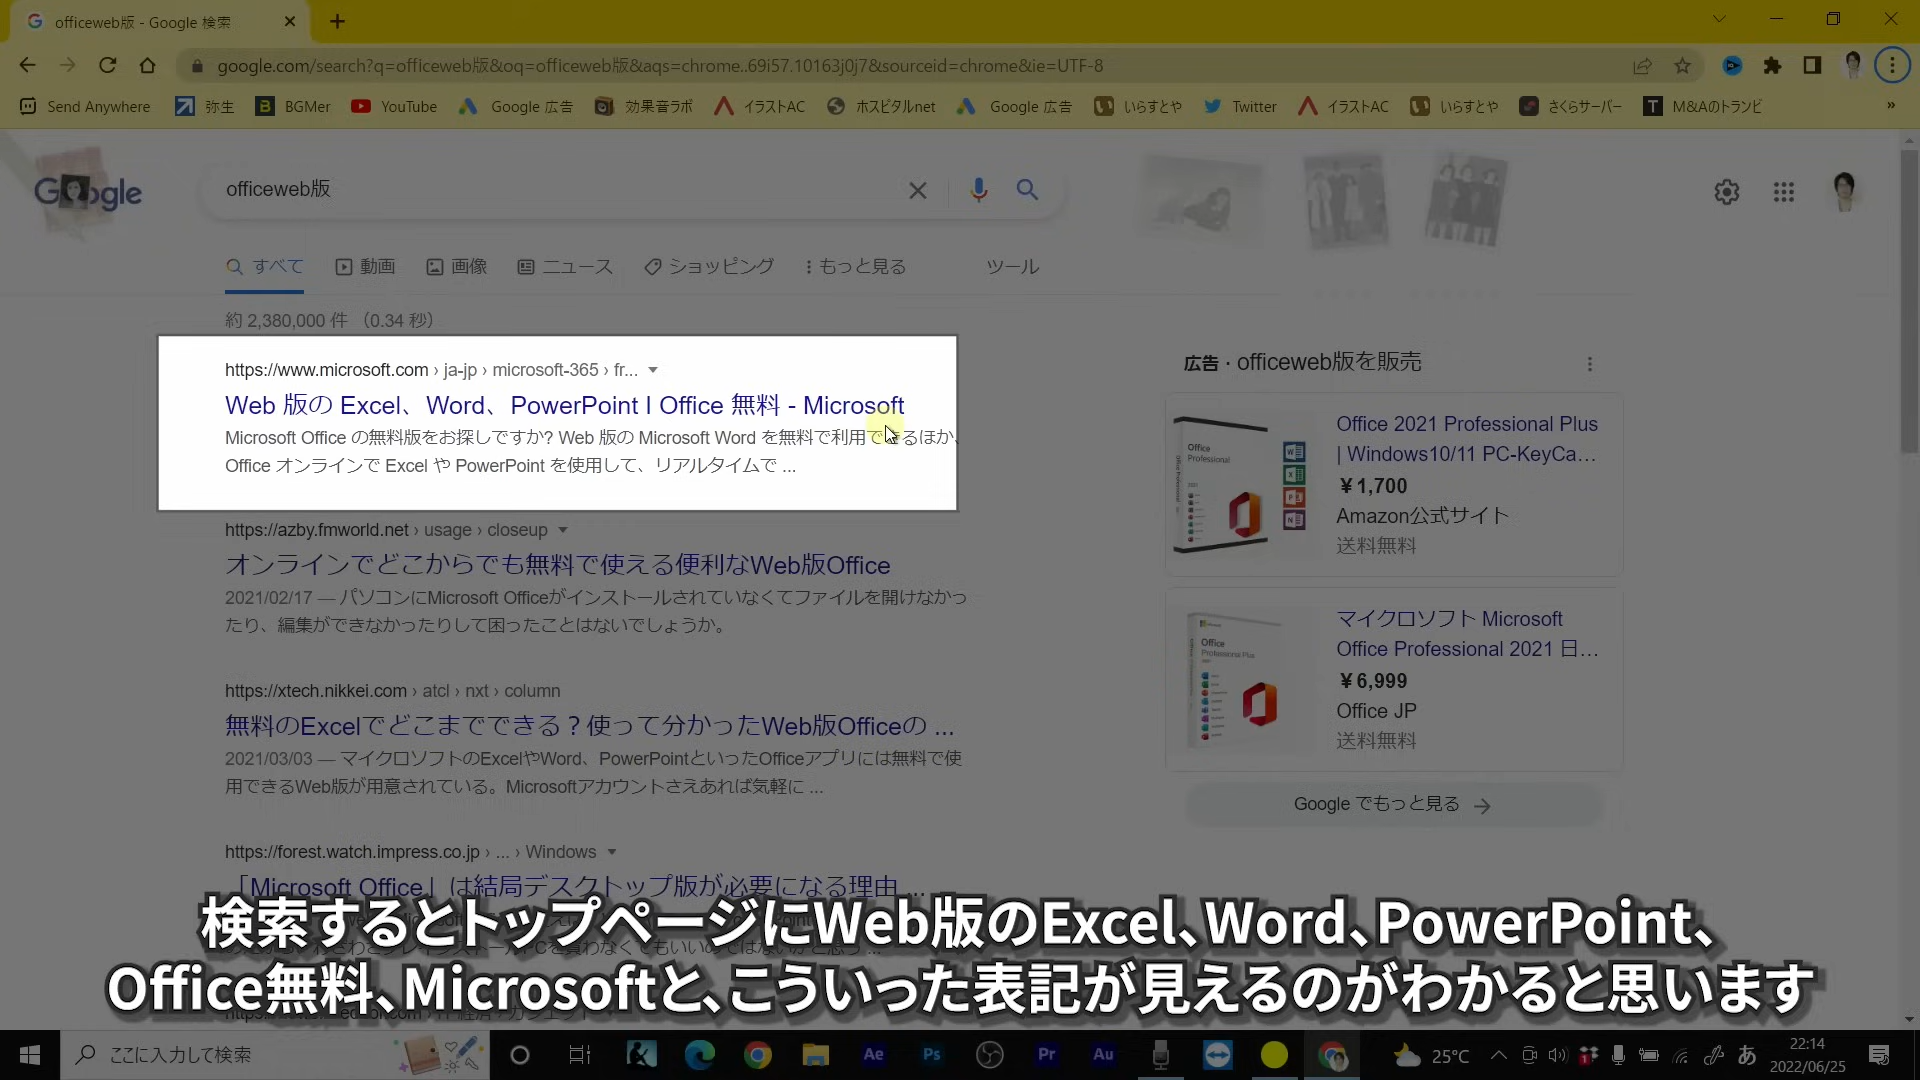 officeweb版 - Google 検索
google.com/search?q=officeweb版&oq=officeweb版&aqs=chrome..69i57.10163j0j7&sourceid=chrome&ie=UTF-8
Send Anywhere 弥生 BGMer YouTube Google 広告 効果音ラボ イラストAC ホスピタルnet Google 広告 いらすとや Twitter イラストAC いらすとや さくらサーバー M&Aのトランビ »
Google
officeweb版
すべて 動画 画像 ニュース ショッピング もっと見る ツール
約 2,380,000 件 （0.34 秒）
https://www.microsoft.com › ja-jp › microsoft-365 › fr...
Web 版の Excel、Word、PowerPoint I Office 無料 - Microsoft
Microsoft Office の無料版をお探しですか? Web 版の Microsoft Word を無料で利用できるほか、
Office オンラインで Excel や PowerPoint を使用して、リアルタイムで ...
https://azby.fmworld.net › usage › closeup
オンラインでどこからでも無料で使える便利なWeb版Office
2021/02/17 — パソコンにMicrosoft Officeがインストールされていなくてファイルを開けなかっ
たり、編集ができなかったりして困ったことはないでしょうか。
https://xtech.nikkei.com › atcl › nxt › column
無料のExcelでどこまでできる？使って分かったWeb版Officeの ...
2021/03/03 — マイクロソフトのExcelやWord、PowerPointといったOfficeアプリには無料で使
用できるWeb版が用意されている。Microsoftアカウントさえあれば気軽に ...
https://forest.watch.impress.co.jp › ... › Windows
「Microsoft Office」は結局デスクトップ版が必要になる理由 ...
広告 · officeweb版を販売
Office 2021 Professional Plus
| Windows10/11 PC-KeyCa...
￥1,700
Amazon公式サイト
送料無料
マイクロソフト Microsoft
Office Professional 2021 日...
￥6,999
Office JP
送料無料
Google でもっと見る
検索するとトップページにWeb版のExcel、Word、PowerPoint、
Office無料、Microsoftと、こういった表記が見えるのがわかると思います
ここに入力して検索
Ae Ps Pr Au
25°C
あ
22:14
2022/06/25